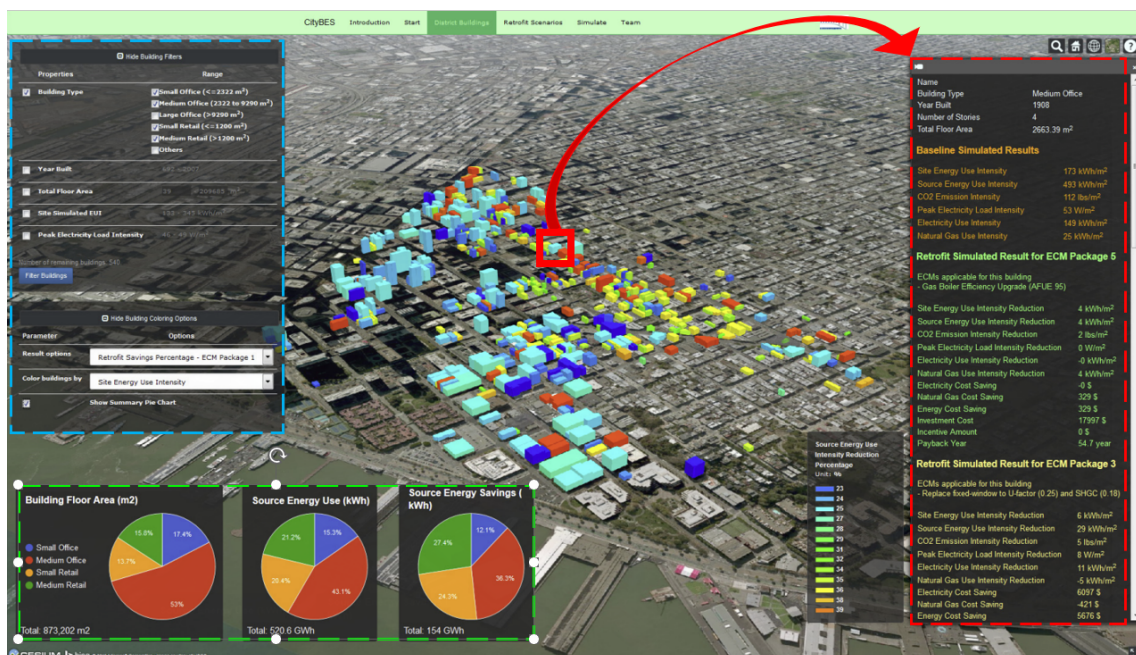 CityBES Introduction Start District Buildings Retrofit Scenarios Simulate Team
Hide Building Filters
Properties Range
Building Type
Small Office (<=2322 m²)
Medium Office (2322 to 9290 m²)
Large Office (>9290 m²)
Small Retail (<=1200 m²)
Medium Retail (>1200 m²)
Others
Year Built
Total Floor Area
Site Simulated EUI
Peak Electricity Load Intensity
Number of remaining buildings: 540
Filter Buildings
Hide Building Coloring Options
Parameter Options
Result options Retrofit Savings Percentage - ECM Package 1
Color buildings by Site Energy Use Intensity
Show Summary Pie Chart
Building Floor Area (m2)
Small Office
Medium Office
Small Retail
Medium Retail
15.8%
17.4%
13.7%
53%
Total: 873,202 m2
Source Energy Use (kWh)
21.2%
15.3%
20.4%
43.1%
Total: 520.6 GWh
Source Energy Savings (
kWh)
27.4%
12.1%
24.3%
36.3%
Total: 154 GWh
Source Energy Use
Intensity Reduction
Percentage
Unit: %
23
24
25
27
28
29
31
32
34
35
36
38
39
?
Name
Building Type Medium Office
Year Built 1908
Number of Stories 4
Total Floor Area 2663.39 m²
Baseline Simulated Results
Site Energy Use Intensity 173 kWh/m²
Source Energy Use Intensity 493 kWh/m²
CO2 Emission Intensity 112 lbs/m²
Peak Electricity Load Intensity 53 W/m²
Electricity Use Intensity 149 kWh/m²
Natural Gas Use Intensity 25 kWh/m²
Retrofit Simulated Result for ECM Package 5
ECMs applicable for this building
- Gas Boiler Efficiency Upgrade (AFUE 95)
Site Energy Use Intensity Reduction 4 kWh/m²
Source Energy Use Intensity Reduction 4 kWh/m²
CO2 Emission Intensity Reduction 2 lbs/m²
Peak Electricity Load Intensity Reduction 0 W/m²
Electricity Use Intensity Reduction -0 kWh/m²
Natural Gas Use Intensity Reduction 4 kWh/m²
Electricity Cost Saving -0 $
Natural Gas Cost Saving 329 $
Energy Cost Saving 329 $
Investment Cost 17997 $
Incentive Amount 0 $
Payback Year 54.7 year
Retrofit Simulated Result for ECM Package 3
ECMs applicable for this building
- Replace fixed-window to U-factor (0.25) and SHGC (0.18)
Site Energy Use Intensity Reduction 6 kWh/m²
Source Energy Use Intensity Reduction 29 kWh/m²
CO2 Emission Intensity Reduction 5 lbs/m²
Peak Electricity Load Intensity Reduction 8 W/m²
Electricity Use Intensity Reduction 11 kWh/m²
Natural Gas Use Intensity Reduction -5 kWh/m²
Electricity Cost Saving 6097 $
Natural Gas Cost Saving -421 $
Energy Cost Saving 5676 $